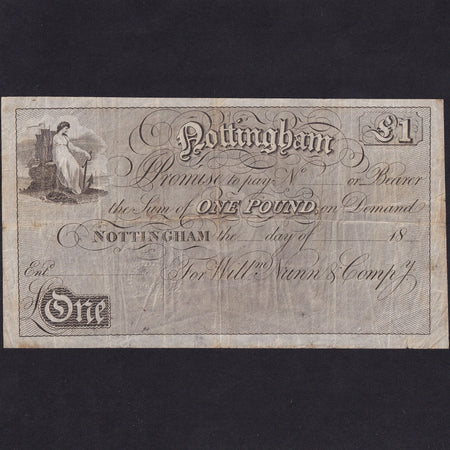 Nottingham £1
I Promise to pay No or Bearer
the Sum of ONE POUND on Demand
NOTTINGHAM the day of 18
Entd For Willm Nunn & Compy
£ One